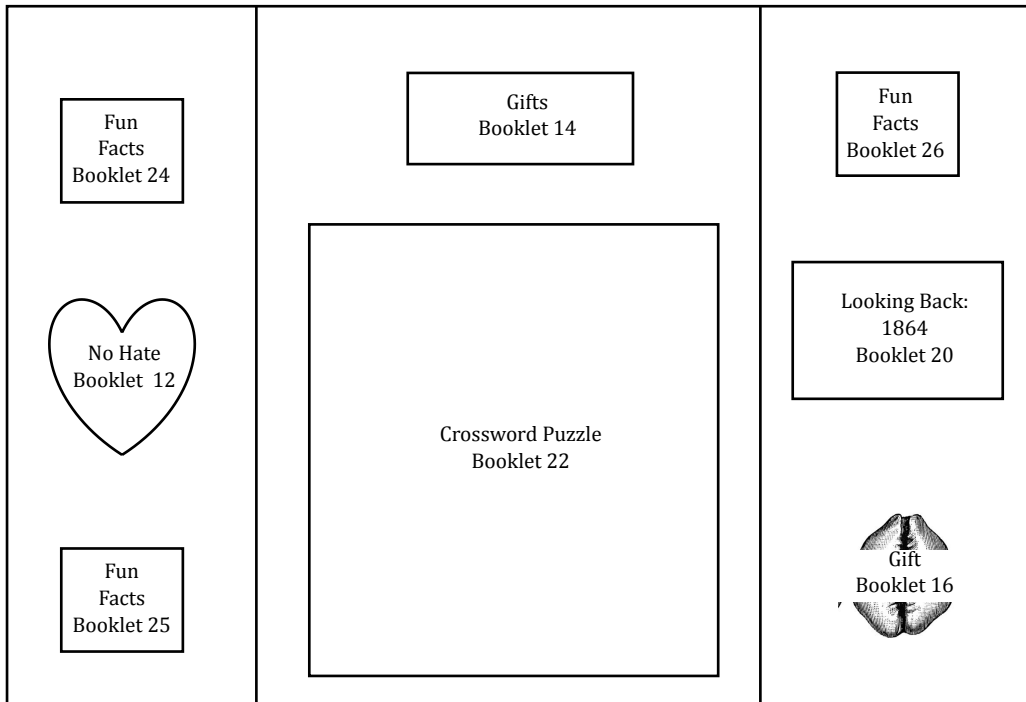 Fun
Facts
Booklet 24
No Hate
Booklet 12
Fun
Facts
Booklet 25
Gifts
Booklet 14
Crossword Puzzle
Booklet 22
Fun
Facts
Booklet 26
Looking Back:
1864
Booklet 20
Gift
Booklet 16